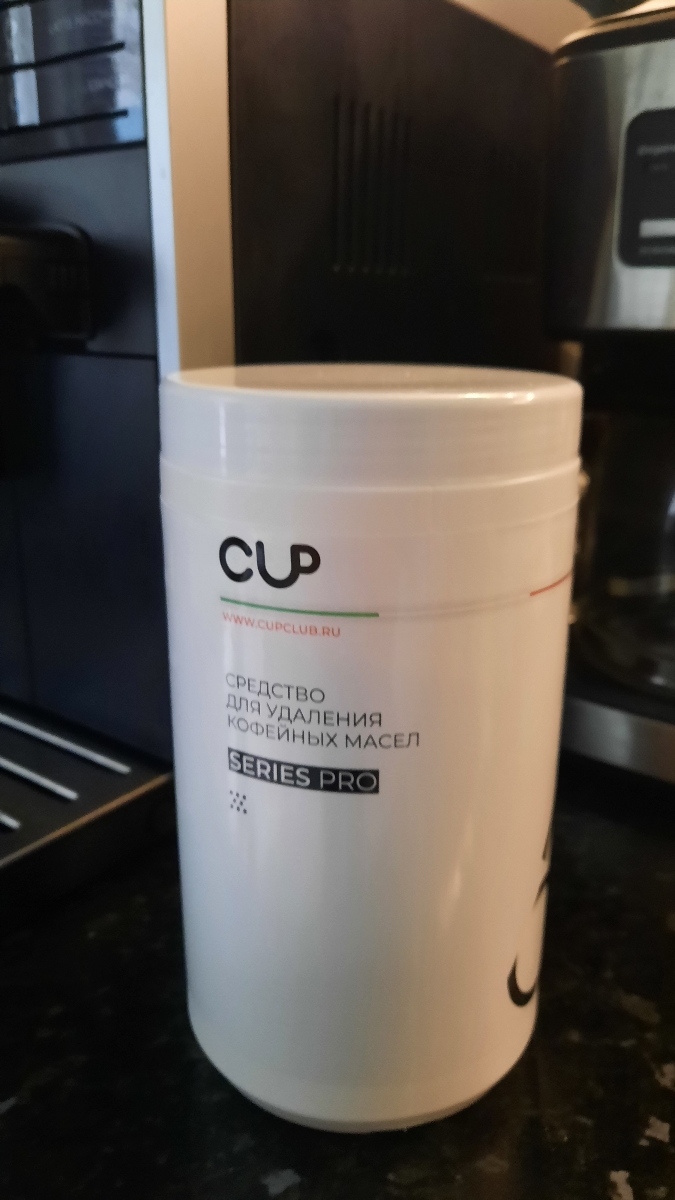 CUP
WWW.CUPCLUB.RU
СРЕДСТВО
ДЛЯ УДАЛЕНИЯ
КОФЕЙНЫХ МАСЕЛ
SERIES PRO